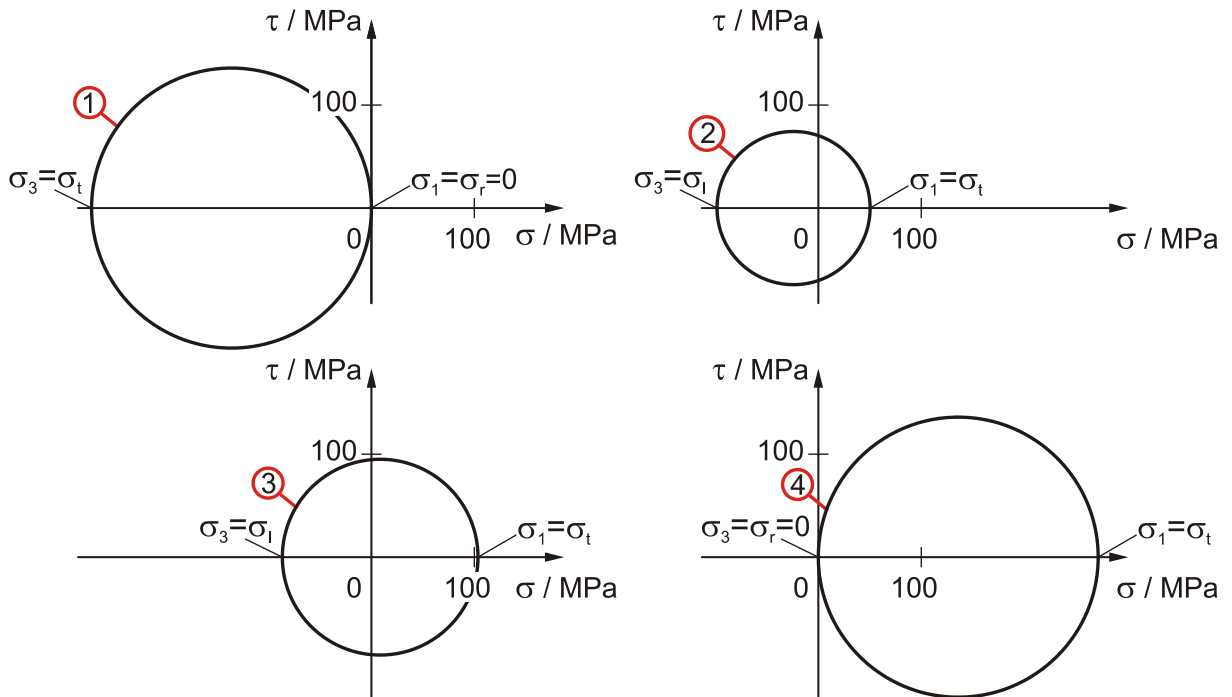 τ / MPa
1
100
σ₃=σₜ
σ₁=σᵣ=0
0
100
σ / MPa
τ / MPa
2
100
σ₃=σₗ
σ₁=σₜ
0
100
σ / MPa
τ / MPa
3
100
σ₃=σₗ
σ₁=σₜ
0
100
σ / MPa
τ / MPa
4
100
σ₃=σᵣ=0
σ₁=σₜ
0
100
σ / MPa